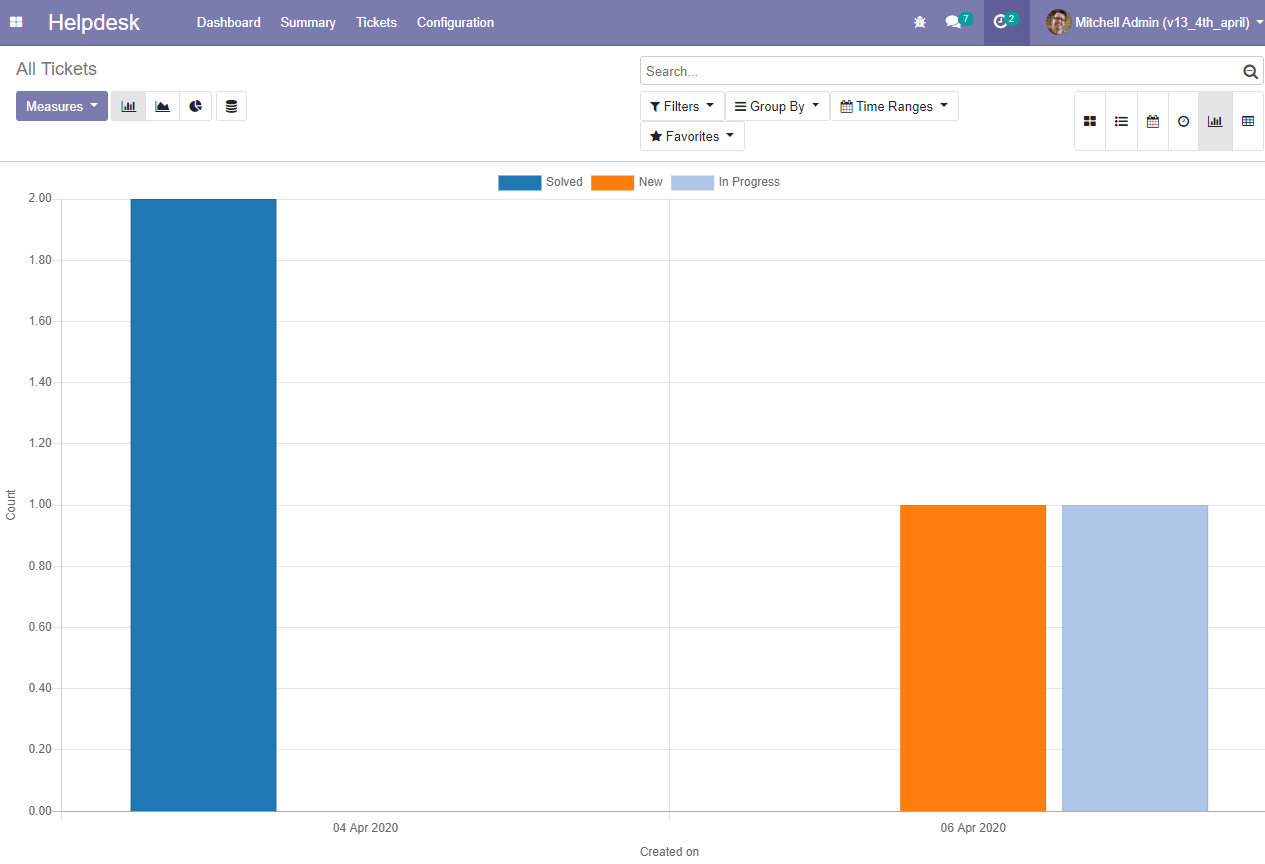 Helpdesk Dashboard Summary Tickets Configuration 7 2 Mitchell Admin (v13_4th_april)
All Tickets
Search...
Measures Filters Group By Time Ranges
Favorites
Solved New In Progress
2.00
1.80
1.60
1.40
1.20
1.00
0.80
0.60
0.40
0.20
0.00
Count
04 Apr 2020 06 Apr 2020
Created on